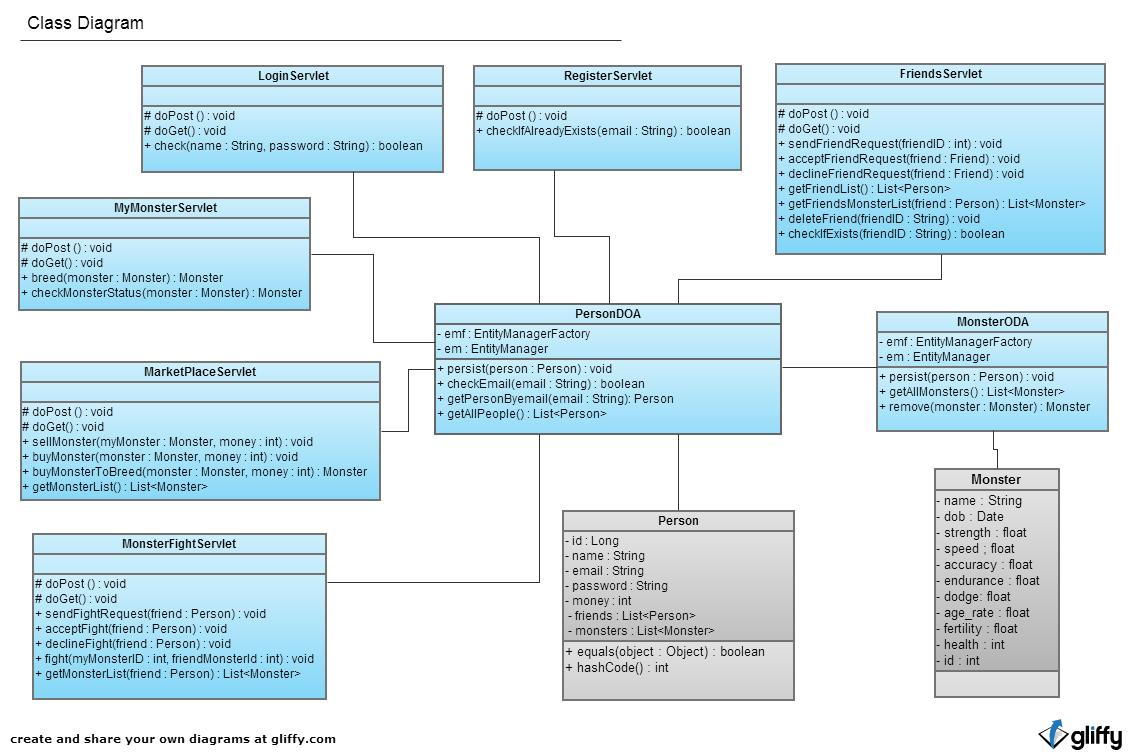 Class Diagram
LoginServlet
# doPost () : void
# doGet() : void
+ check(name : String, password : String) : boolean
RegisterServlet
# doPost () : void
+ checkIfAlreadyExists(email : String) : boolean
FriendsServlet
# doPost () : void
# doGet() : void
+ sendFriendRequest(friendID : int) : void
+ acceptFriendRequest(friend : Friend) : void
+ declineFriendRequest(friend : Friend) : void
+ getFriendList() : List<Person>
+ getFriendsMonsterList(friend : Person) : List<Monster>
+ deleteFriend(friendID : String) : void
+ checkIfExists(friendID : String) : boolean
MyMonsterServlet
# doPost () : void
# doGet() : void
+ breed(monster : Monster) : Monster
+ checkMonsterStatus(monster : Monster) : Monster
PersonDOA
- emf : EntityManagerFactory
- em : EntityManager
+ persist(person : Person) : void
+ checkEmail(email : String) : boolean
+ getPersonByemail(email : String): Person
+ getAllPeople() : List<Person>
MonsterODA
- emf : EntityManagerFactory
- em : EntityManager
+ persist(person : Person) : void
+ getAllMonsters() : List<Monster>
+ remove(monster : Monster) : Monster
MarketPlaceServlet
# doPost () : void
# doGet() : void
+ sellMonster(myMonster : Monster, money : int) : void
+ buyMonster(monster : Monster, money : int) : void
+ buyMonsterToBreed(monster : Monster, money : int) : Monster
+ getMonsterList() : List<Monster>
Monster
- name : String
- dob : Date
- strength : float
- speed ; float
- accuracy : float
- endurance : float
- dodge: float
- age_rate : float
- fertility : float
- health : int
- id : int
Person
- id : Long
- name : String
- email : String
- password : String
- money : int
- friends : List<Person>
- monsters : List<Monster>
+ equals(object : Object) : boolean
+ hashCode() : int
MonsterFightServlet
# doPost () : void
# doGet() : void
+ sendFightRequest(friend : Person) : void
+ acceptFight(friend : Person) : void
+ declineFight(friend : Person) : void
+ fight(myMonsterID : int, friendMonsterId : int) : void
+ getMonsterList(friend : Person) : List<Monster>
create and share your own diagrams at gliffy.com
gliffy